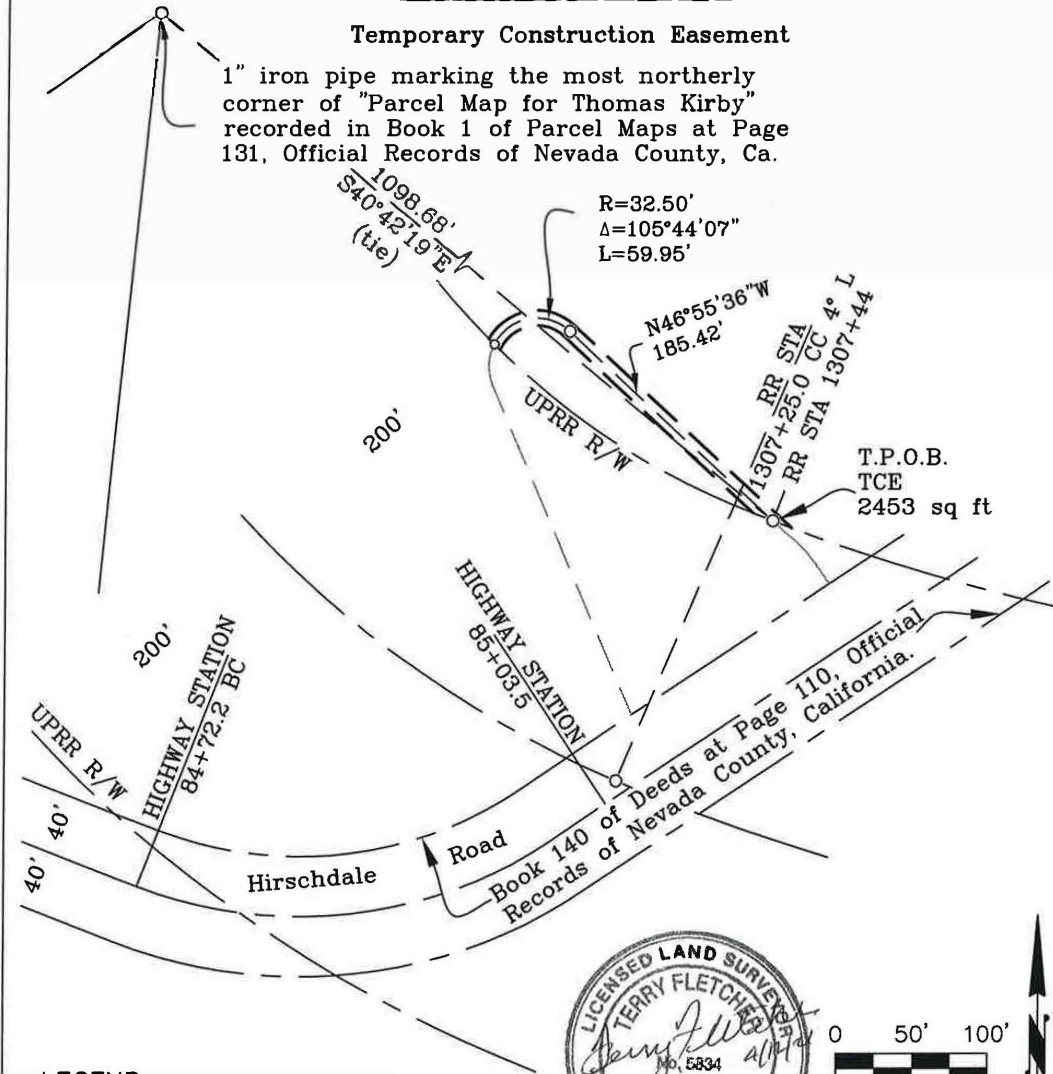 Temporary Construction Easement
1" iron pipe marking the most northerly
corner of "Parcel Map for Thomas Kirby"
recorded in Book 1 of Parcel Maps at Page
131, Official Records of Nevada County, Ca.
1098.68'
S40°42'19"E
(tie)
R=32.50'
Δ=105°44'07"
L=59.95'
N46°55'36"W
185.42'
RR STA
1307+25.0 CC 4° L
RR STA 1307+44
UPRR R/W
200'
T.P.O.B.
TCE
2453 sq ft
HIGHWAY STATION
85+03.5
200'
HIGHWAY STATION
84+72.2 BC
UPRR R/W
40'
40'
Hirschdale Road
Book 140 of Deeds at Page 110, Official
Records of Nevada County, California.
LICENSED LAND SURVEYOR
TERRY FLETCHER
No. 5834
0 50' 100'